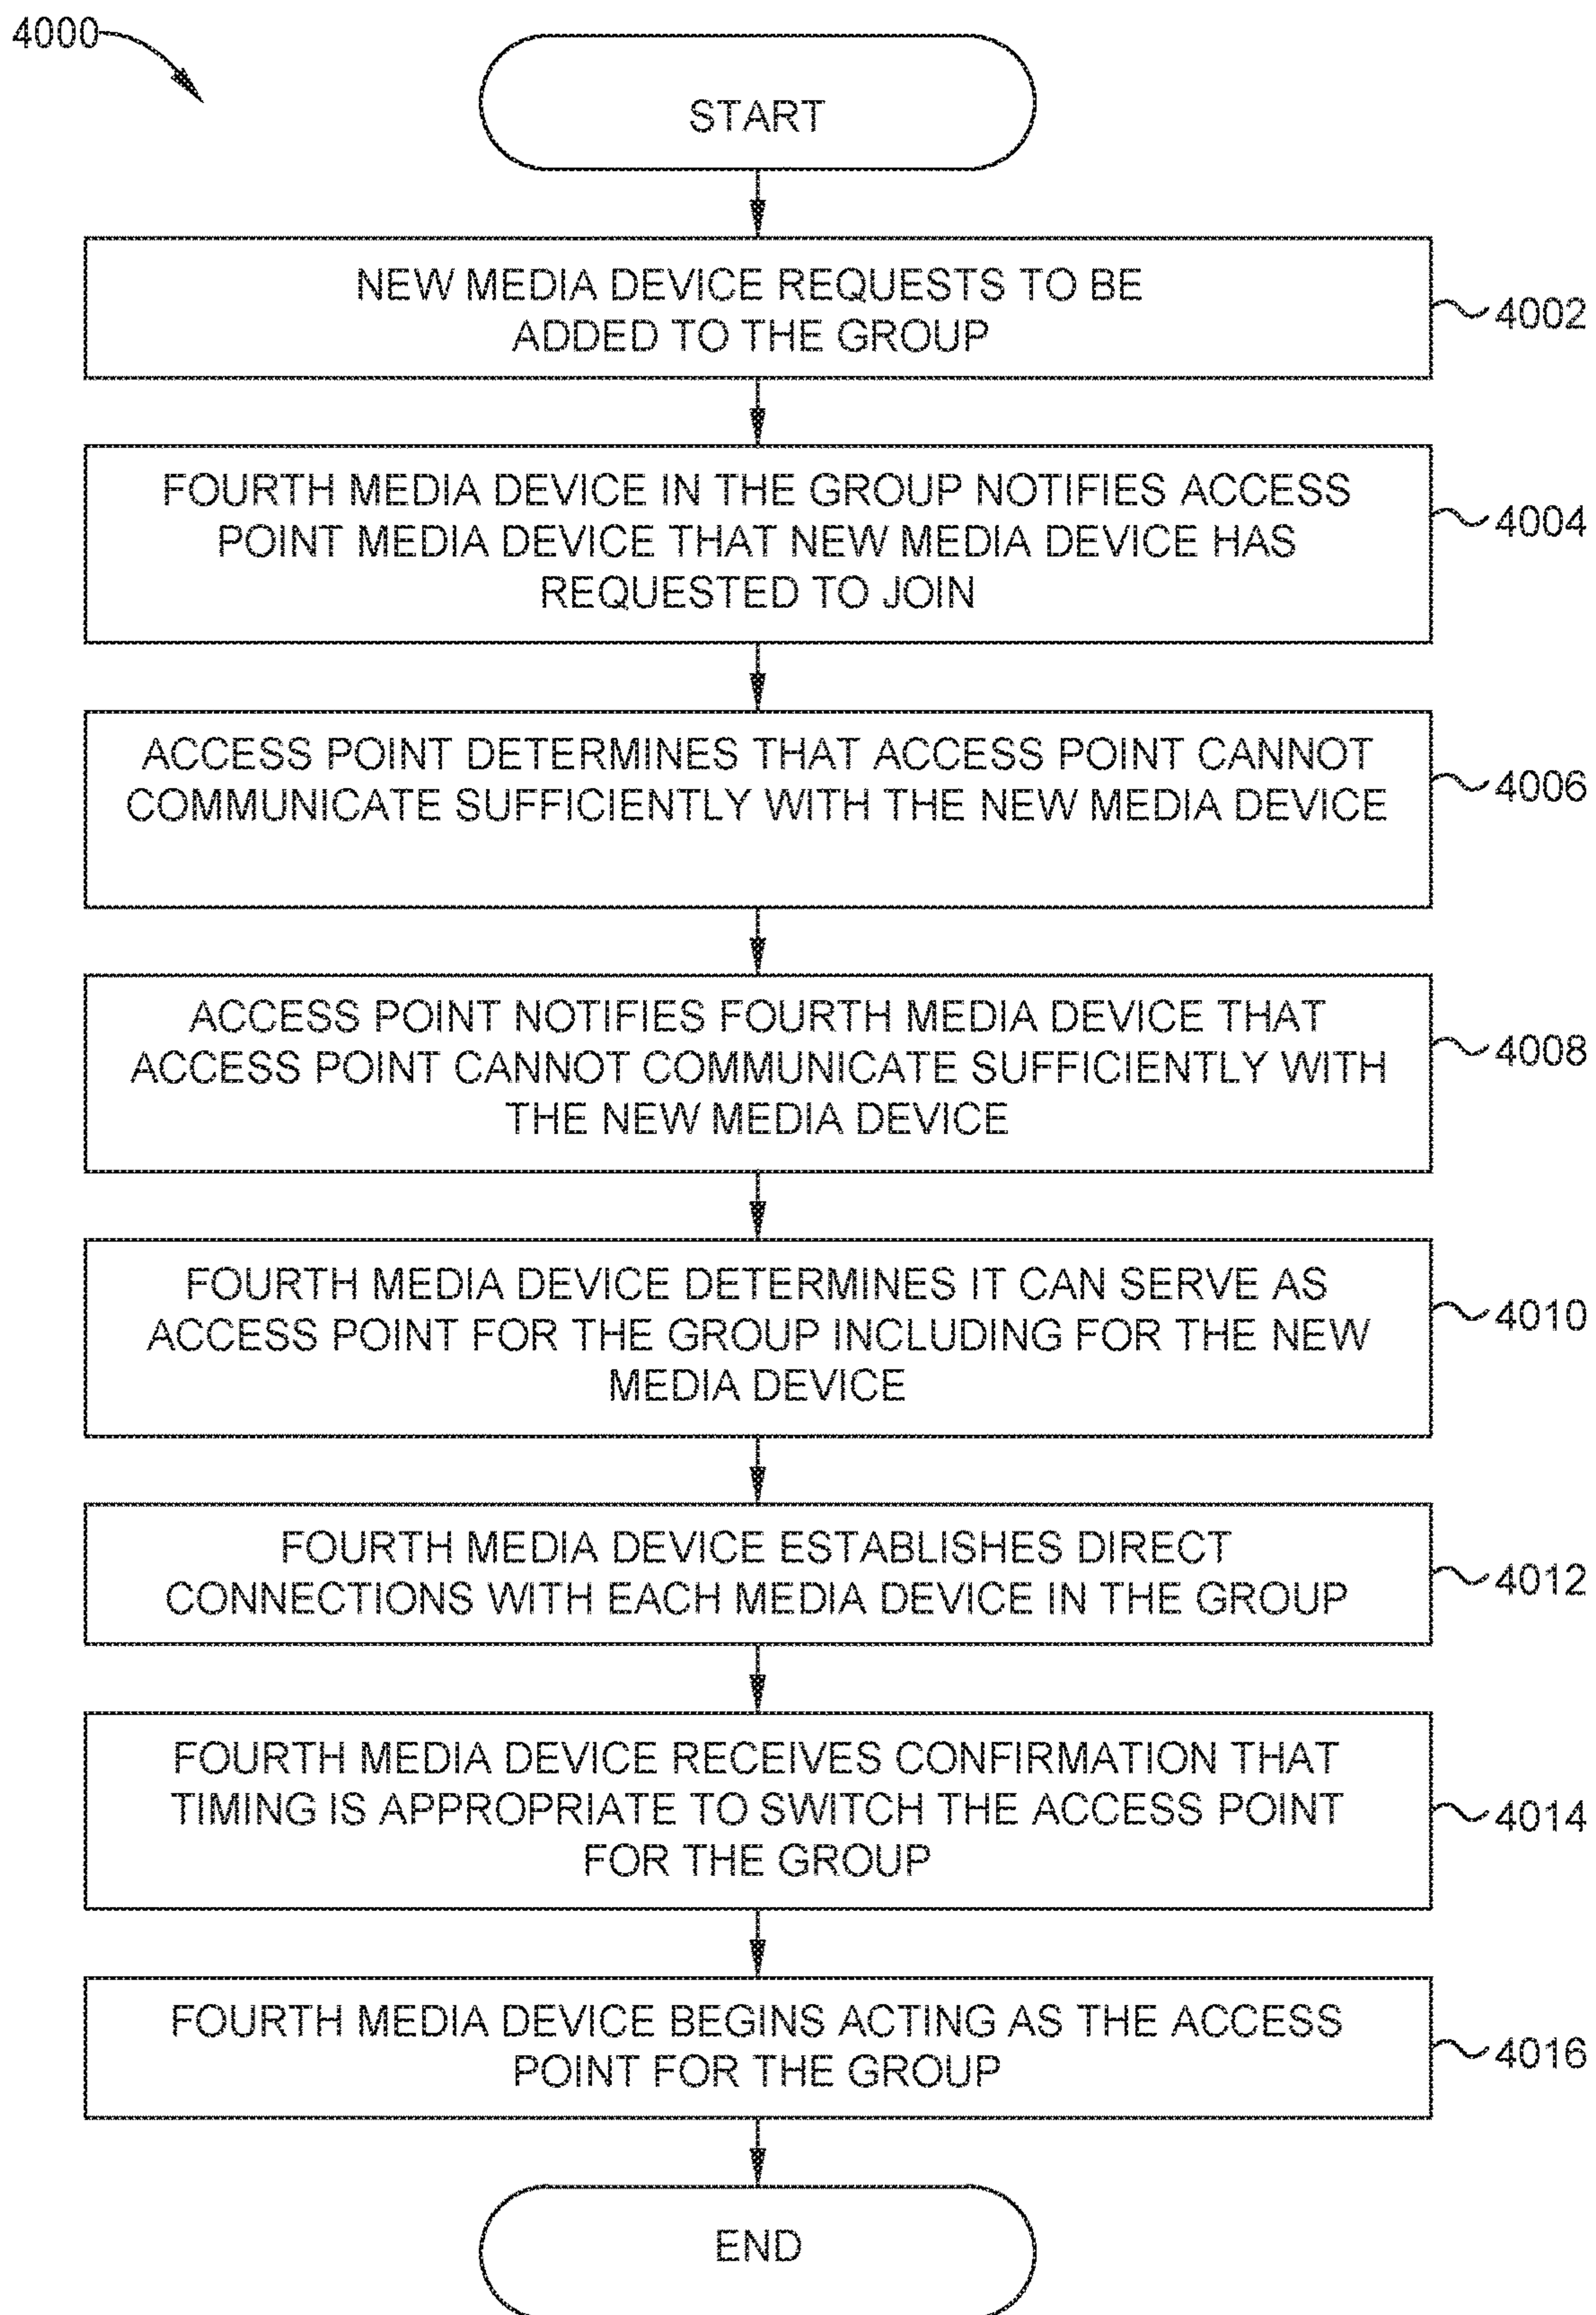 4000
START
NEW MEDIA DEVICE REQUESTS TO BE
ADDED TO THE GROUP
4002
FOURTH MEDIA DEVICE IN THE GROUP NOTIFIES ACCESS
POINT MEDIA DEVICE THAT NEW MEDIA DEVICE HAS
REQUESTED TO JOIN
4004
ACCESS POINT DETERMINES THAT ACCESS POINT CANNOT
COMMUNICATE SUFFICIENTLY WITH THE NEW MEDIA DEVICE
4006
ACCESS POINT NOTIFIES FOURTH MEDIA DEVICE THAT
ACCESS POINT CANNOT COMMUNICATE SUFFICIENTLY WITH
THE NEW MEDIA DEVICE
4008
FOURTH MEDIA DEVICE DETERMINES IT CAN SERVE AS
ACCESS POINT FOR THE GROUP INCLUDING FOR THE NEW
MEDIA DEVICE
4010
FOURTH MEDIA DEVICE ESTABLISHES DIRECT
CONNECTIONS WITH EACH MEDIA DEVICE IN THE GROUP
4012
FOURTH MEDIA DEVICE RECEIVES CONFIRMATION THAT
TIMING IS APPROPRIATE TO SWITCH THE ACCESS POINT
FOR THE GROUP
4014
FOURTH MEDIA DEVICE BEGINS ACTING AS THE ACCESS
POINT FOR THE GROUP
4016
END